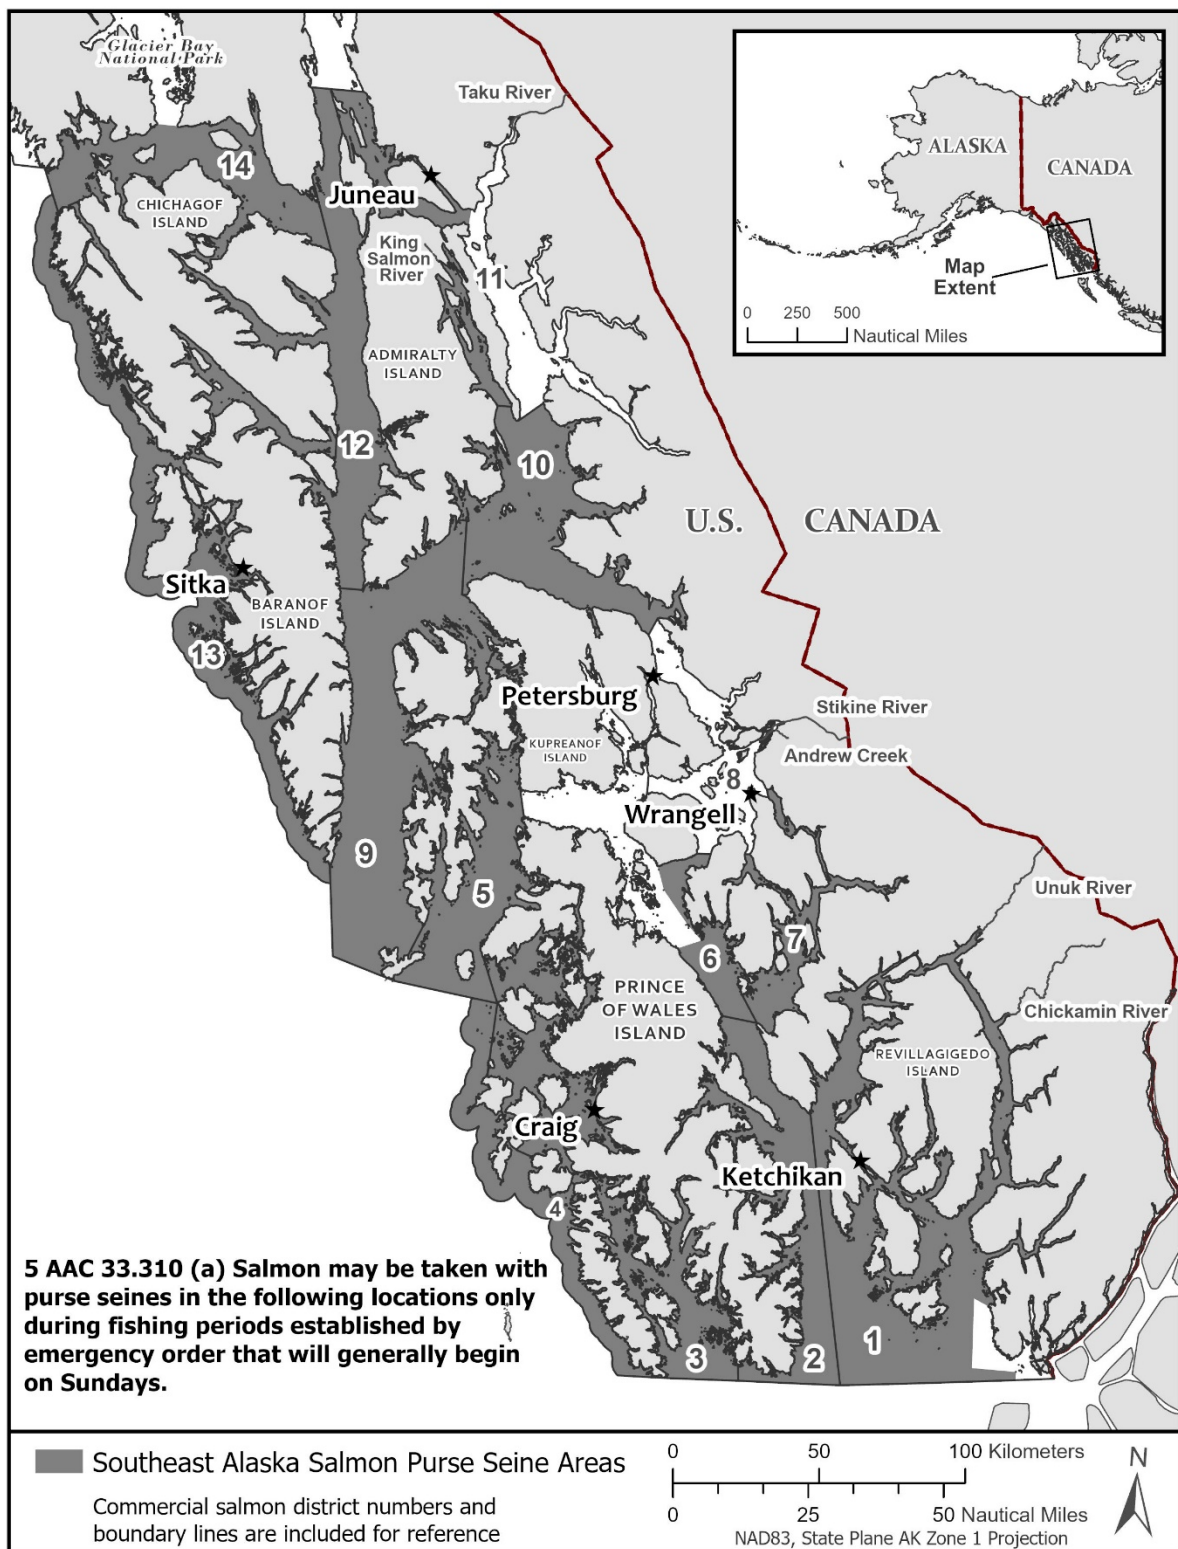 Glacier Bay
National Park
Taku River
14
Juneau
CHICHAGOF
ISLAND
King
Salmon
River
11
ADMIRALTY
ISLAND
12
10
U.S.
CANADA
Sitka
BARANOF
ISLAND
13
Petersburg
Stikine River
KUPREANOF
ISLAND
Andrew Creek
8
Wrangell
9
5
Unuk River
7
6
PRINCE
OF WALES
ISLAND
Chickamin River
REVILLAGIGEDO
ISLAND
Craig
Ketchikan
4
3
2
1
ALASKA
CANADA
Map
Extent
0 250 500
Nautical Miles
5 AAC 33.310 (a) Salmon may be taken with
purse seines in the following locations only
during fishing periods established by
emergency order that will generally begin
on Sundays.
Southeast Alaska Salmon Purse Seine Areas
Commercial salmon district numbers and
boundary lines are included for reference
0 50 100 Kilometers
0 25 50 Nautical Miles
NAD83, State Plane AK Zone 1 Projection
N